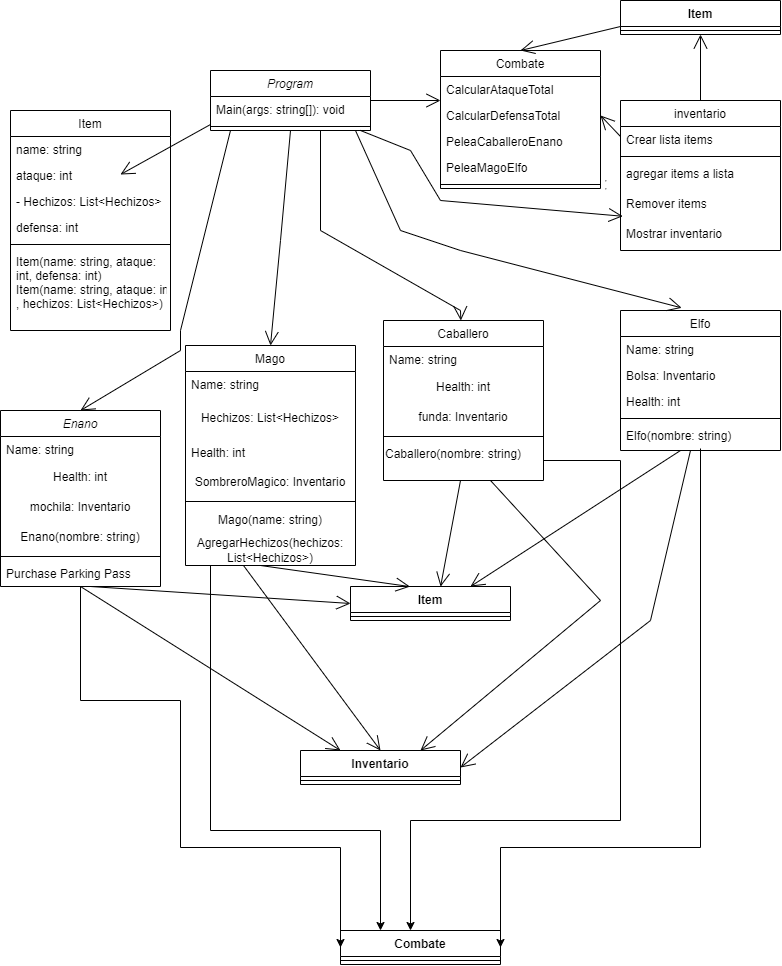 Item
Combate
CalcularAtaqueTotal
CalcularDefensaTotal
PeleaCaballeroEnano
PeleaMagoElfo
:
Program
Main(args: string[]): void
inventario
Crear lista items
agregar items a lista
Remover items
Mostrar inventario
Item
name: string
ataque: int
- Hechizos: List<Hechizos>
defensa: int
Item(name: string, ataque:
int, defensa: int)
Item(name: string, ataque: in
, hechizos: List<Hechizos>)
Enano
Name: string
Health: int
mochila: Inventario
Enano(nombre: string)
Purchase Parking Pass
Mago
Name: string
Hechizos: List<Hechizos>
Health: int
SombreroMagico: Inventario
Mago(name: string)
AgregarHechizos(hechizos:
List<Hechizos>)
Caballero
Name: string
Health: int
funda: Inventario
Caballero(nombre: string)
Elfo
Name: string
Bolsa: Inventario
Health: int
Elfo(nombre: string)
Item
Inventario
Combate